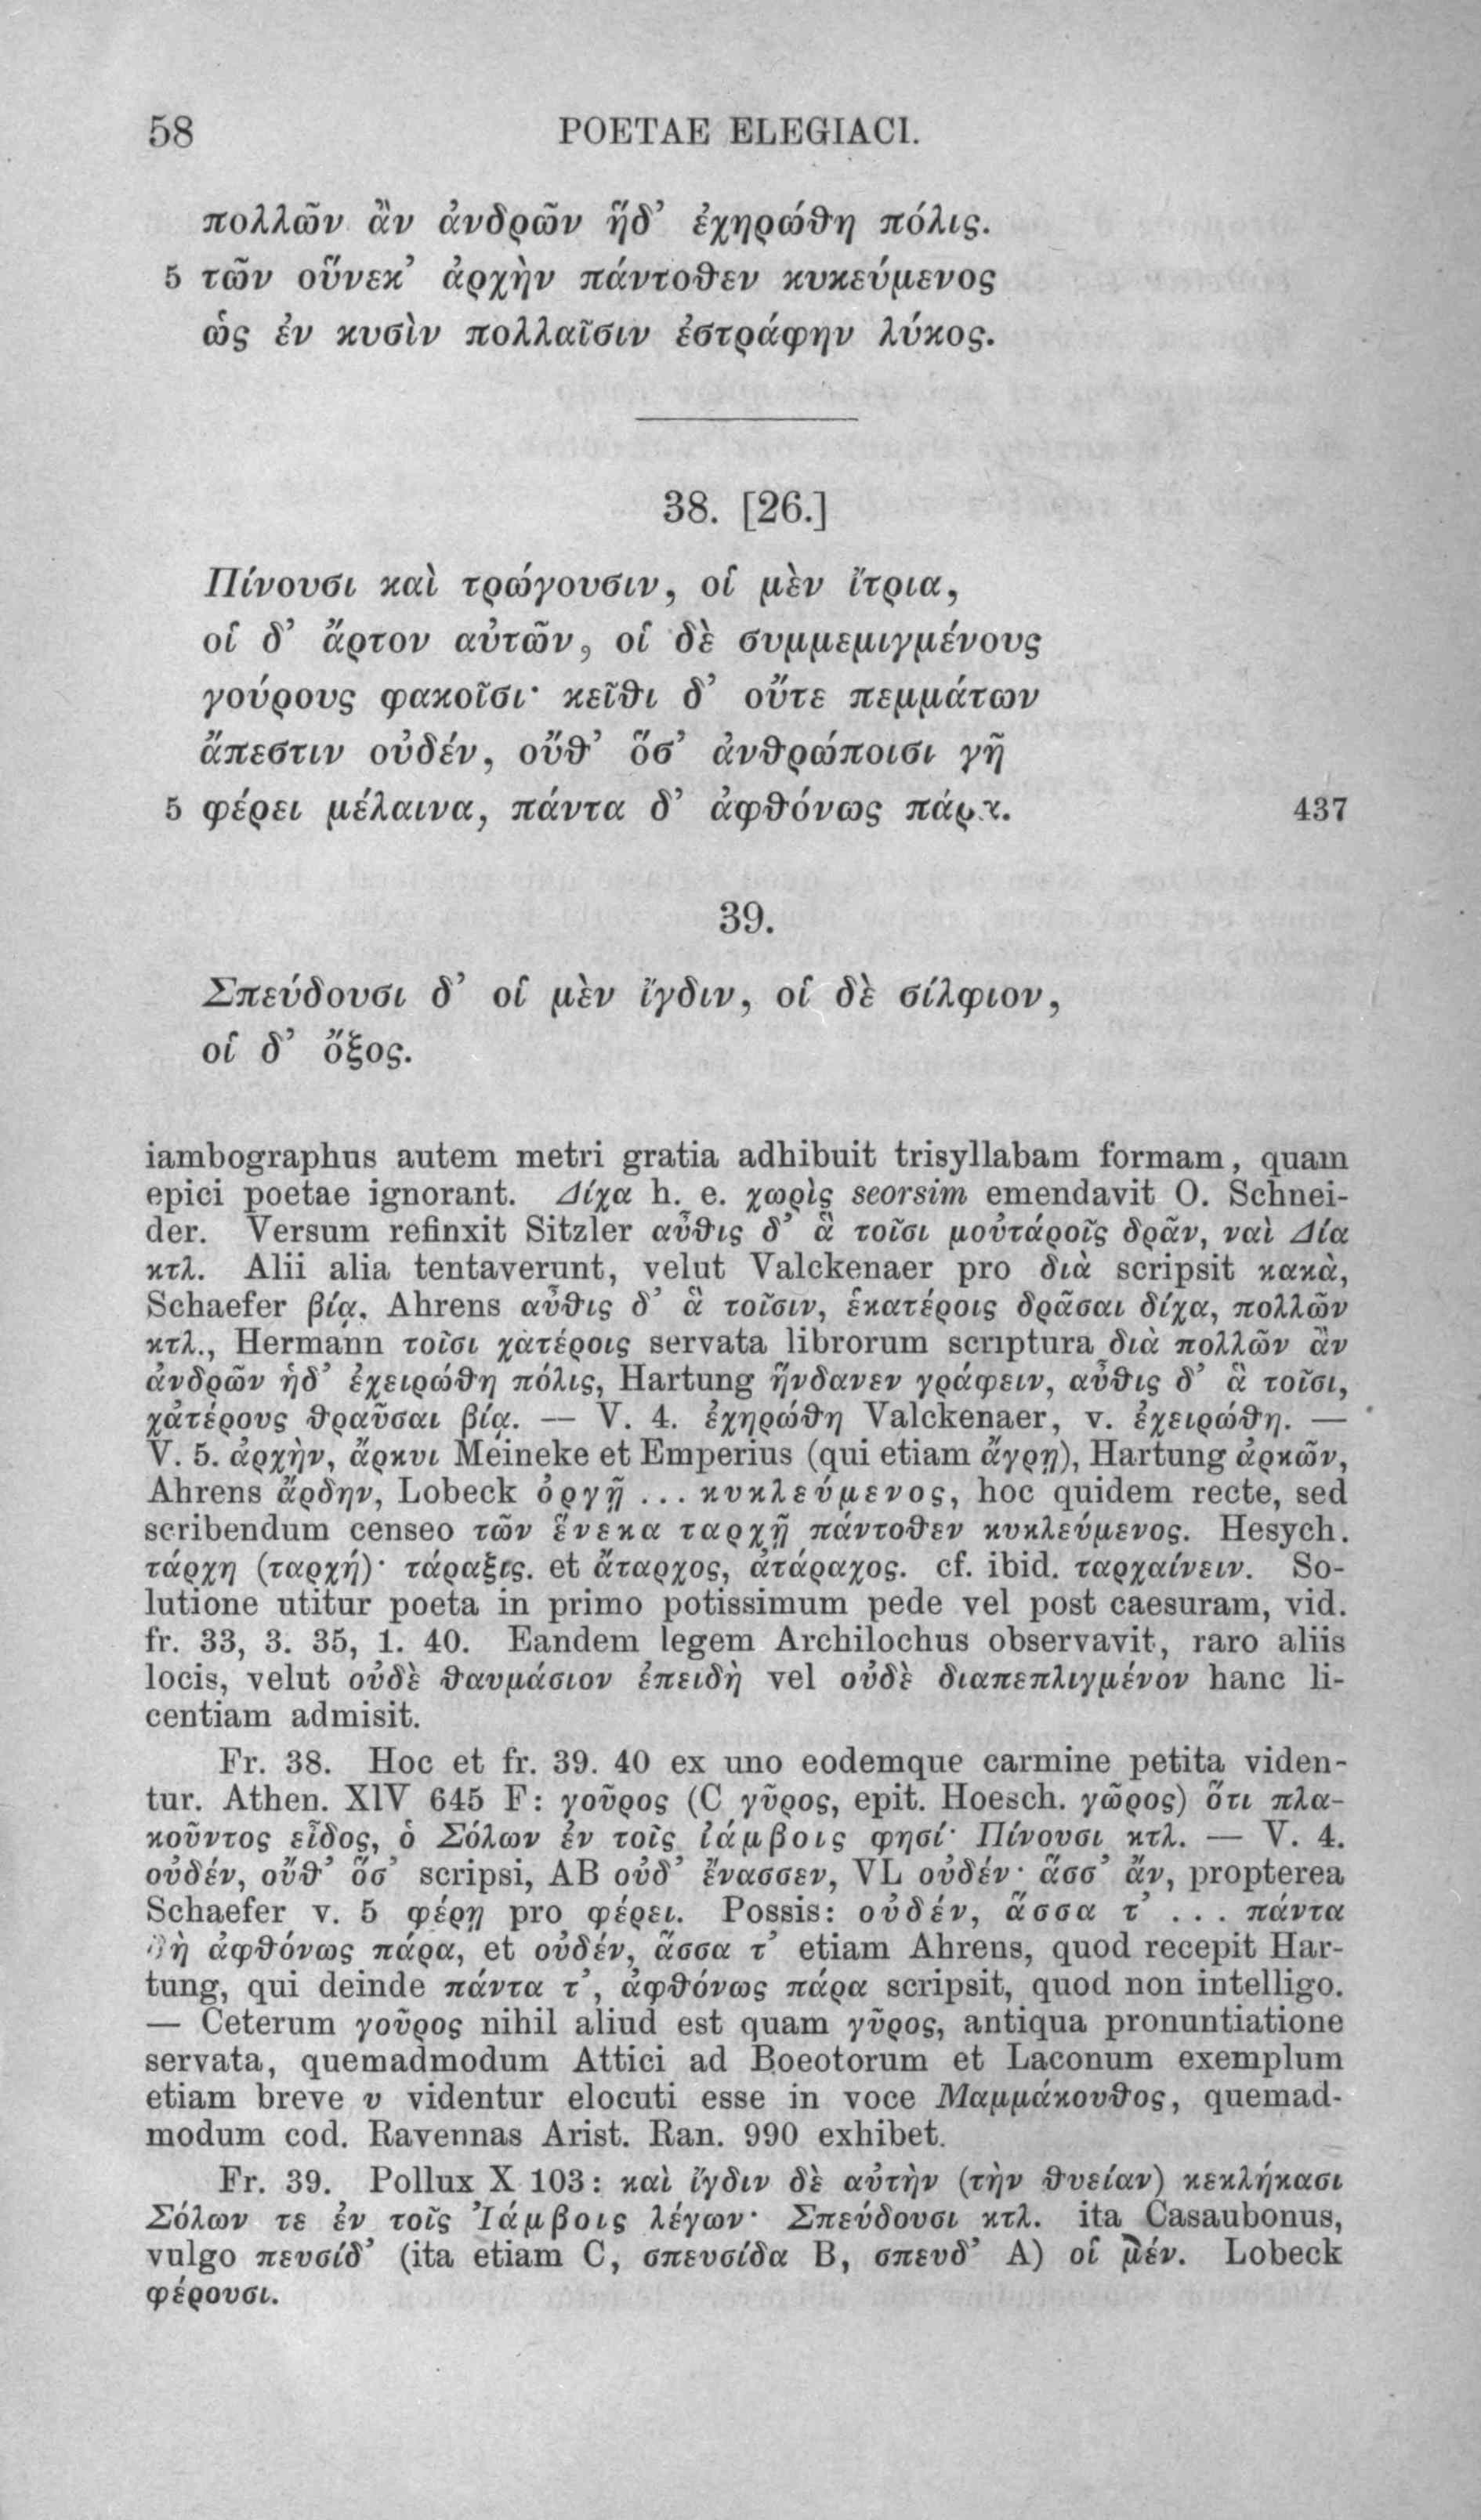 58
POETAE ELEGIACI.
πολλῶν ἂν ἀνδρῶν ἥδ᾽ ἐχηρώθη πόλις.
5 τῶν οὕνεκ᾽ ἀρχὴν πάντοθεν κυκεύμενος
ὡς ἐν κυσὶν πολλαῖσιν ἐστράφην λύκος.
38. [26.]
Πίνουσι καὶ τρώγουσιν, οἱ μὲν ἴτρια,
οἱ δ᾽ ἄρτον αὐτῶν, οἱ δὲ συμμεμιγμένους
γούρους φακοῖσι· κεῖθι δ᾽ οὔτε πεμμάτων
ἄπεστιν οὐδέν, οὔθ᾽ ὅσ᾽ ἀνθρώποισι γῆ
5 φέρει μέλαινα, πάντα δ᾽ ἀφθόνως πάρα. 437
39.
Σπεύδουσι δ᾽ οἱ μὲν ἴγδιν, οἱ δὲ σίλφιον,
οἱ δ᾽ ὄξος.
iambographus autem metri gratia adhibuit trisyllabam formam, quam
epici poetae ignorant. Δίχα h. e. χωρὶς seorsim emendavit O. Schnei-
der. Versum refinxit Sitzler αὖθις δ᾽ ἃ τοῖσι μοὐτάροῖς δρᾶν, ναὶ Δία
κτλ. Alii alia tentaverunt, velut Valckenaer pro διὰ scripsit κακὰ,
Schaefer βίᾳ, Ahrens αὖθις δ᾽ ἃ τοῖσιν, ἑκατέροις δρᾶσαι δίχα, πολλῶν
κτλ., Hermann τοῖσι χἀτέροις servata librorum scriptura διὰ πολλῶν ἂν
ἀνδρῶν ἡδ᾽ ἐχειρώθη πόλις, Hartung ἥνδανεν γράφειν, αὖθις δ᾽ ἃ τοῖσι,
χἀτέρους θραῦσαι βίᾳ. — V. 4. ἐχηρώθη Valckenaer, v. ἐχειρώθη. —
V. 5. ἀρχὴν, ἄρκυι Meineke et Emperius (qui etiam ἄγρῃ), Hartung ἀρκῶν,
Ahrens ἄρδην, Lobeck ὀργῇ ... κυκλεύμενος, hoc quidem recte, sed
scribendum censeo τῶν ἕνεκα ταρχῇ πάντοθεν κυκλεύμενος. Hesych.
τάρχη (ταρχή)· τάραξις. et ἄταρχος, ἀτάραχος. cf. ibid. ταρχαίνειν. So-
lutione utitur poeta in primo potissimum pede vel post caesuram, vid.
fr. 33, 3. 35, 1. 40. Eandem legem Archilochus observavit, raro aliis
locis, velut οὐδὲ θαυμάσιον ἐπειδὴ vel οὐδὲ διαπεπλιγμένον hanc li-
centiam admisit.
Fr. 38. Hoc et fr. 39. 40 ex uno eodemque carmine petita viden-
tur. Athen. XIV 645 F: γοῦρος (C γῦρος, epit. Hoesch. γῶρος) ὅτι πλα-
κοῦντος εἶδος, ὁ Σόλων ἐν τοῖς ἰάμβοις φησί· Πίνουσι κτλ. — V. 4.
οὐδέν, οὔθ᾽ ὅσ᾽ scripsi, AB οὐδ᾽ ἔνασσεν, VL οὐδέν· ἅσσ᾽ ἄν, propterea
Schaefer v. 5 φέρῃ pro φέρει. Possis: οὐδέν, ἅσσα τ᾽ ... πάντα
δὴ ἀφθόνως πάρα, et οὐδέν, ἅσσα τ᾽ etiam Ahrens, quod recepit Har-
tung, qui deinde πάντα τ᾽, ἀφθόνως πάρα scripsit, quod non intelligo.
— Ceterum γοῦρος nihil aliud est quam γῦρος, antiqua pronuntiatione
servata, quemadmodum Attici ad Boeotorum et Laconum exemplum
etiam breve υ videntur elocuti esse in voce Μαμμάκουθος, quemad-
modum cod. Ravennas Arist. Ran. 990 exhibet.
Fr. 39. Pollux X 103: καὶ ἴγδιν δὲ αὐτὴν (τὴν θυείαν) κεκλήκασι
Σόλων τε ἐν τοῖς Ἰάμβοις λέγων· Σπεύδουσι κτλ. ita Casaubonus,
vulgo πευσίδ᾽ (ita etiam C, σπευσίδα B, σπευδ᾽ A) οἱ μέν. Lobeck
φέρουσι.